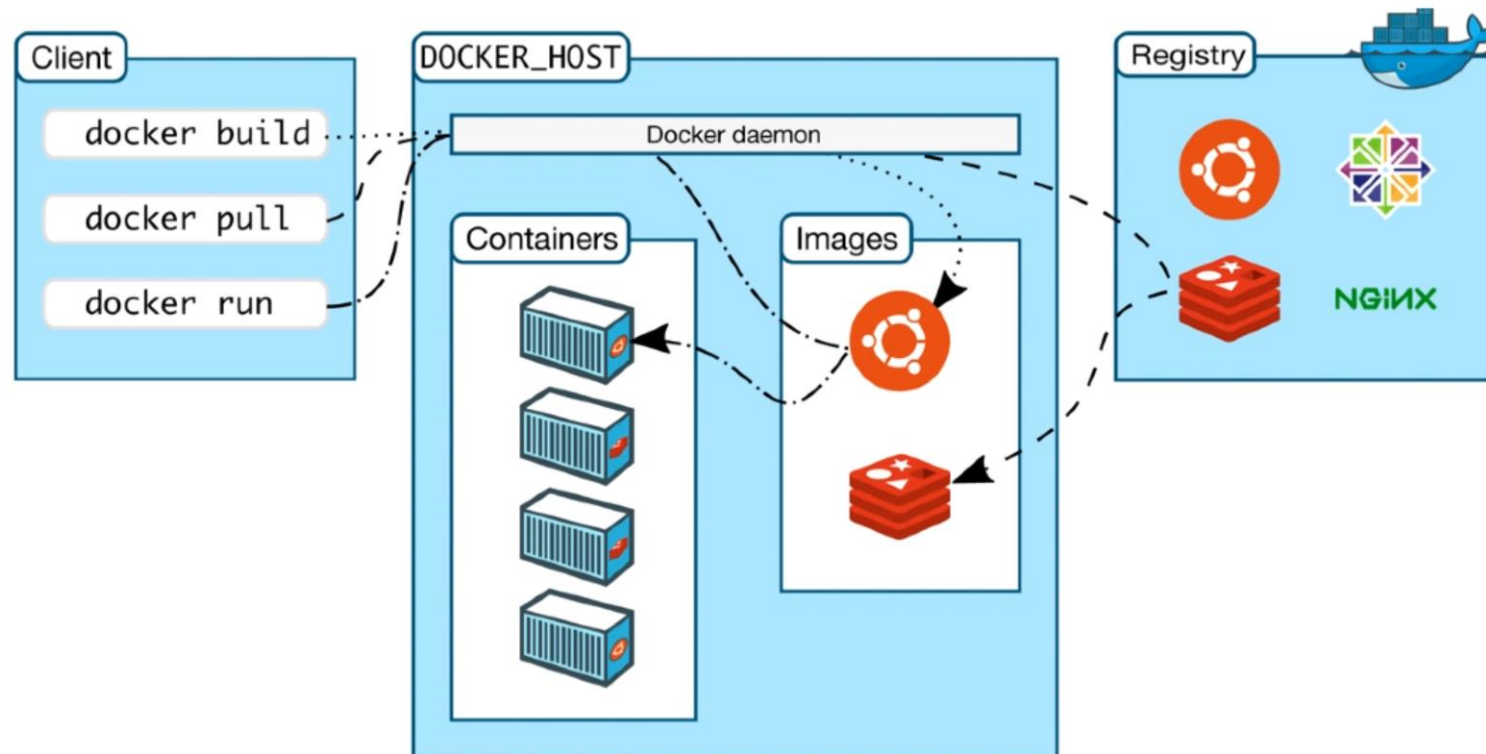 Client
docker build
docker pull
docker run
DOCKER_HOST
Docker daemon
Containers
Images
Registry
NGiNX